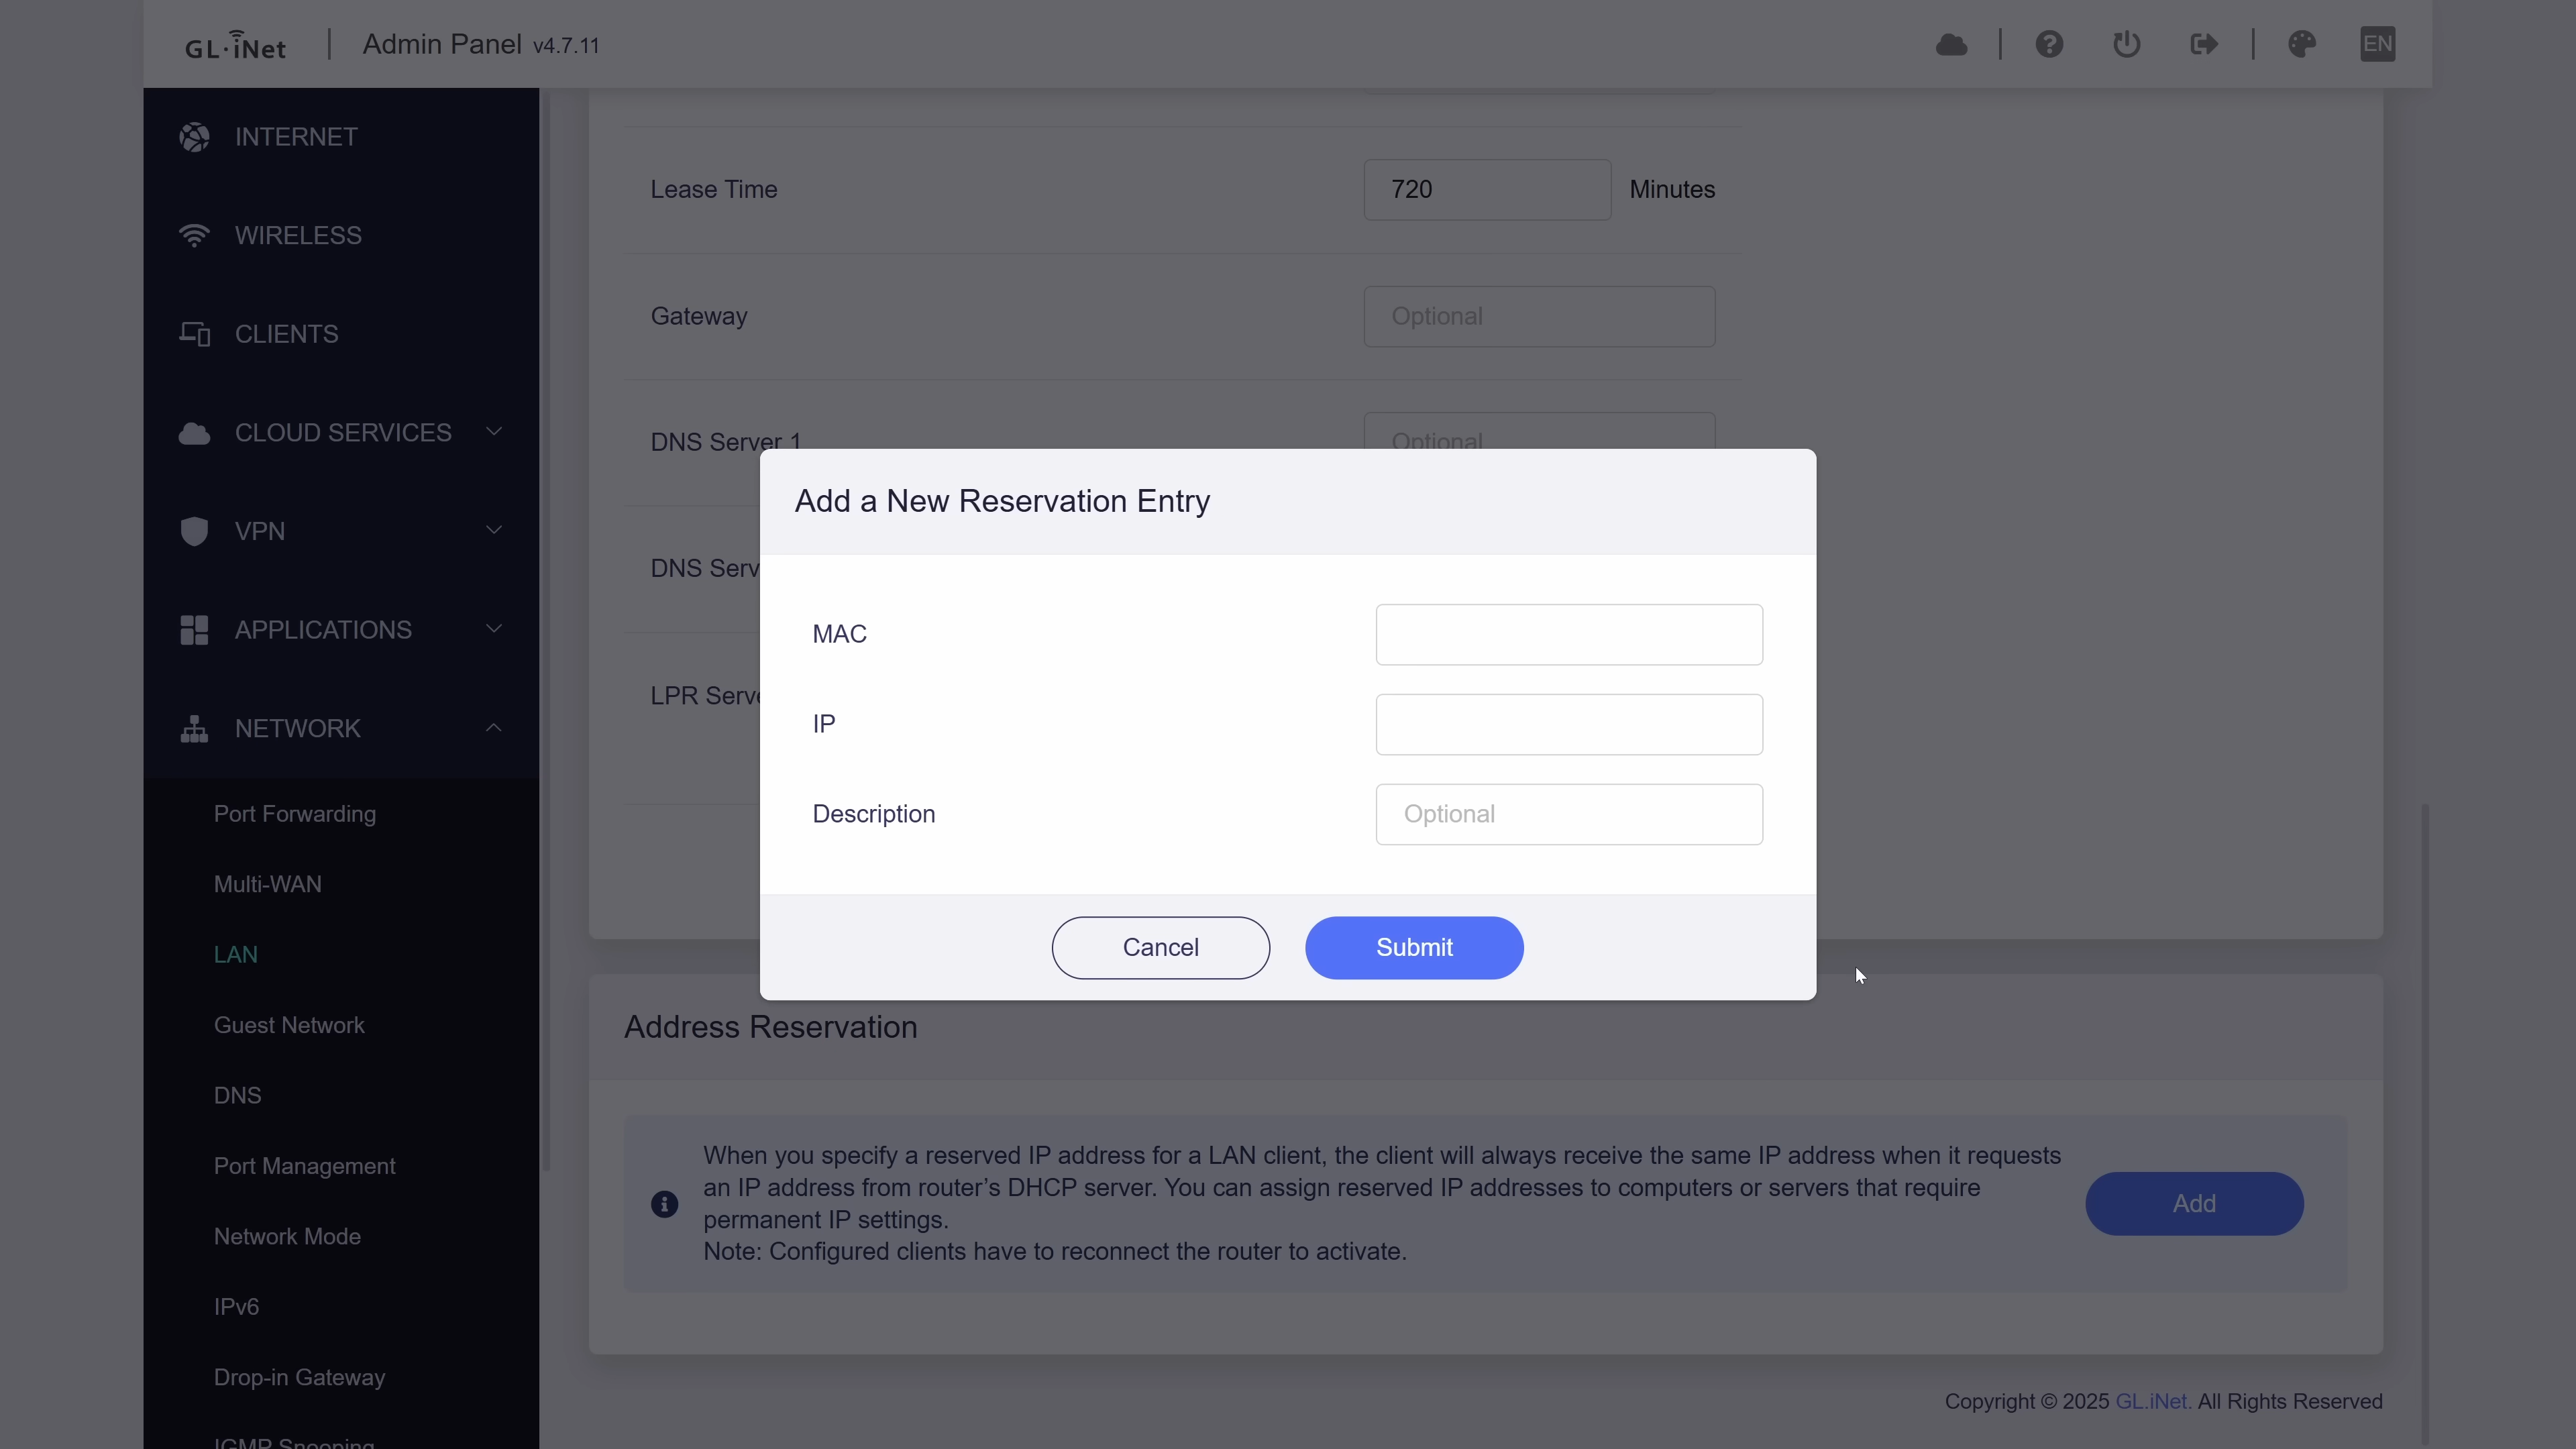 GL·iNet | Admin Panel v4.7.11
EN
INTERNET
WIRELESS
CLIENTS
CLOUD SERVICES
VPN
APPLICATIONS
NETWORK
Port Forwarding
Multi-WAN
LAN
Guest Network
DNS
Port Management
Network Mode
IPv6
Drop-in Gateway
IGMP Snooping
Lease Time
720
Minutes
Gateway
Optional
DNS Server 1
Optional
DNS Serv
LPR Serve
Add a New Reservation Entry
MAC
IP
Description
Optional
Cancel
Submit
Address Reservation
When you specify a reserved IP address for a LAN client, the client will always receive the same IP address when it requests
an IP address from router’s DHCP server. You can assign reserved IP addresses to computers or servers that require
permanent IP settings.
Note: Configured clients have to reconnect the router to activate.
Add
Copyright © 2025 GL.iNet. All Rights Reserved